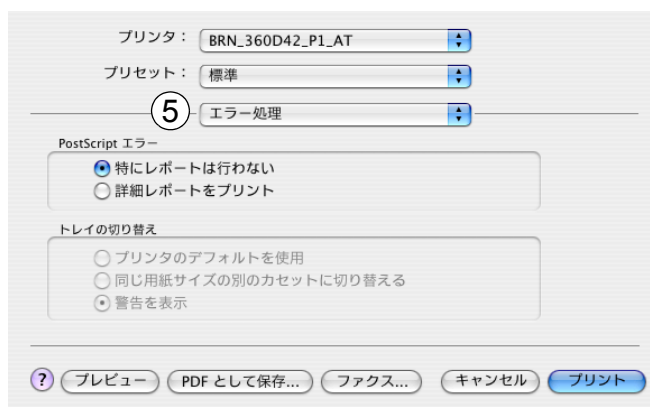 プリンタ： BRN_360D42_P1_AT
プリセット： 標準
5 エラー処理
PostScript エラー
特にレポートは行わない
詳細レポートをプリント
トレイの切り替え
プリンタのデフォルトを使用
同じ用紙サイズの別のカセットに切り替える
警告を表示
? プレビュー PDF として保存... ファクス... キャンセル プリント